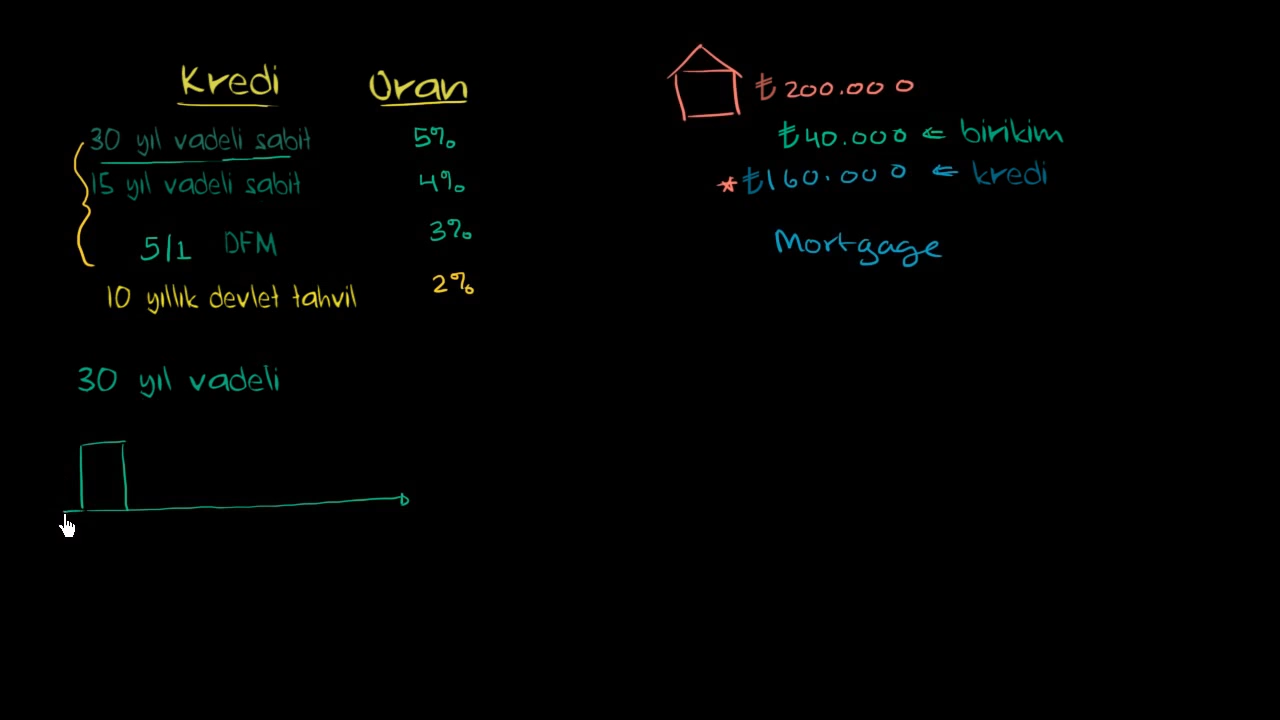 Kredi Oran
30 yıl vadeli sabit 5%
15 yıl vadeli sabit 4%
5/1 DFM 3%
10 yıllık devlet tahvil 2%
30 yıl vadeli
₺200.000
₺40.000 ← birikim
*₺160.000 ← kredi
Mortgage